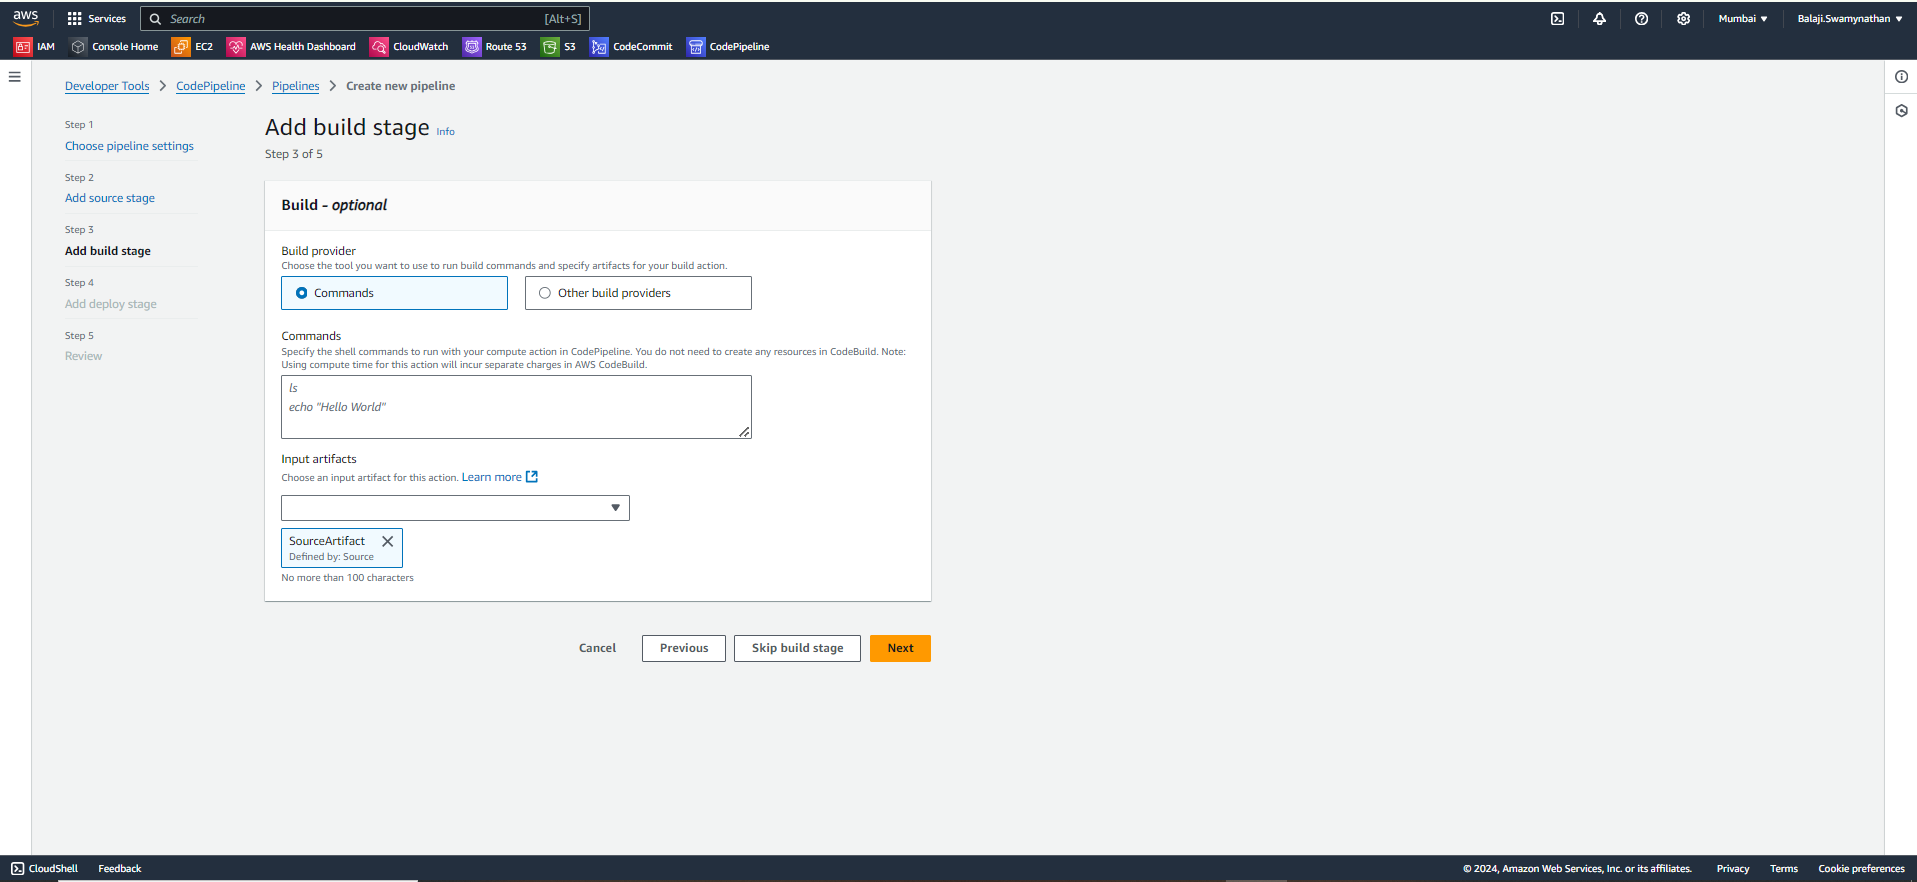 aws Services Search [Alt+S] Mumbai ▼ Balaji.Swamynathan ▼
IAM Console Home EC2 AWS Health Dashboard CloudWatch Route 53 S3 CodeCommit CodePipeline
Developer Tools > CodePipeline > Pipelines > Create new pipeline
Step 1
Choose pipeline settings
Step 2
Add source stage
Step 3
Add build stage
Step 4
Add deploy stage
Step 5
Review
Add build stage Info
Step 3 of 5
Build - optional
Build provider
Choose the tool you want to use to run build commands and specify artifacts for your build action.
Commands Other build providers
Commands
Specify the shell commands to run with your compute action in CodePipeline. You do not need to create any resources in CodeBuild. Note:
Using compute time for this action will incur separate charges in AWS CodeBuild.
ls
echo "Hello World"
Input artifacts
Choose an input artifact for this action. Learn more
SourceArtifact
Defined by: Source
No more than 100 characters
Cancel Previous Skip build stage Next
CloudShell Feedback © 2024, Amazon Web Services, Inc. or its affiliates. Privacy Terms Cookie preferences